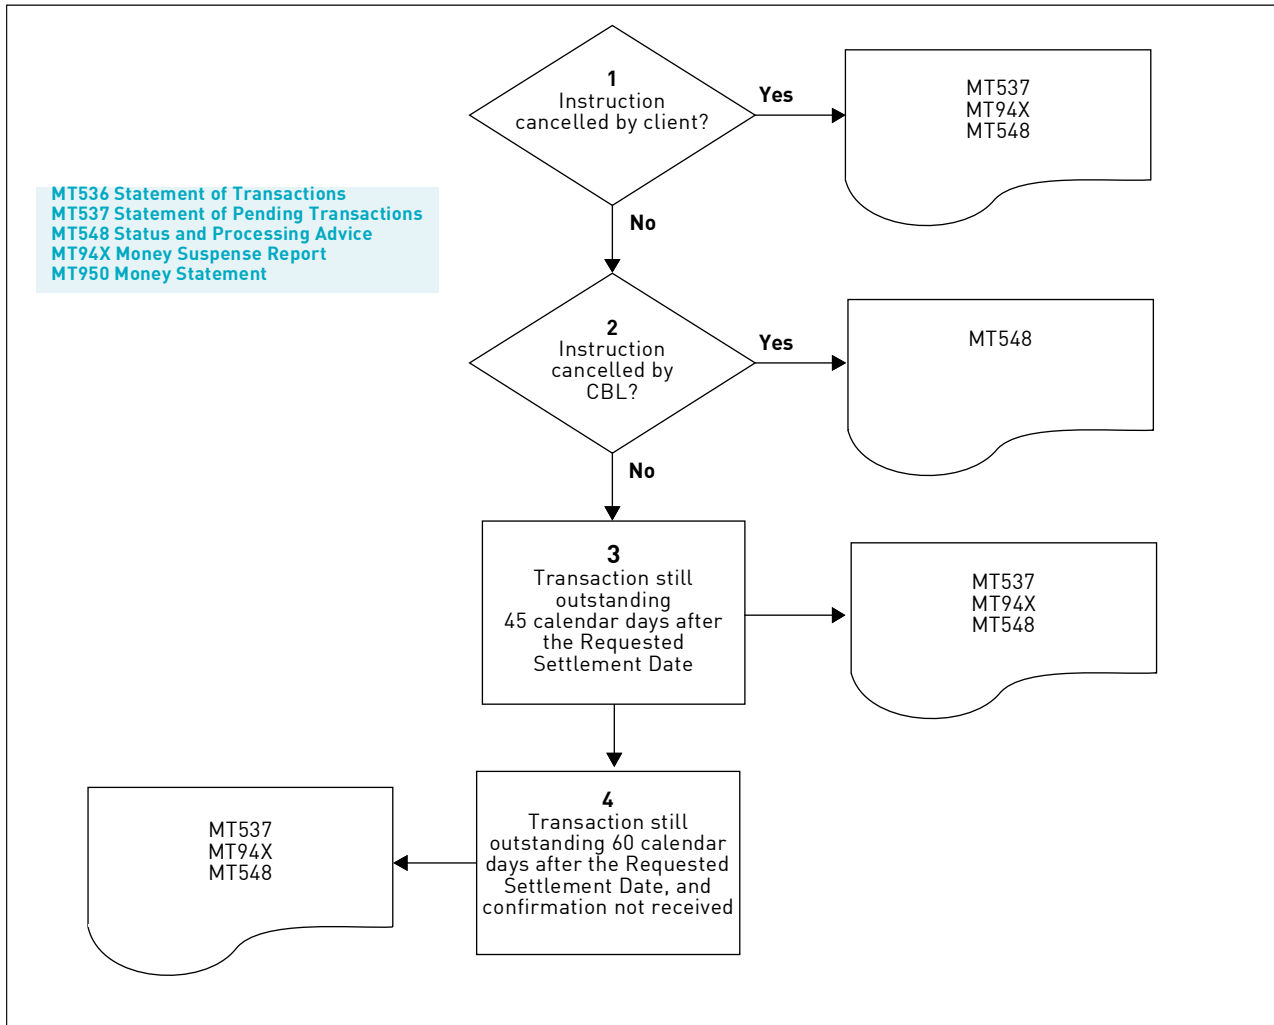 1
Instruction
cancelled by client?
Yes
MT537
MT94X
MT548
MT536 Statement of Transactions
MT537 Statement of Pending Transactions
MT548 Status and Processing Advice
MT94X Money Suspense Report
MT950 Money Statement
No
2
Instruction
cancelled by
CBL?
Yes
MT548
No
3
Transaction still
outstanding
45 calendar days after
the Requested
Settlement Date
MT537
MT94X
MT548
4
Transaction still
outstanding 60 calendar
days after the Requested
Settlement Date, and
confirmation not received
MT537
MT94X
MT548